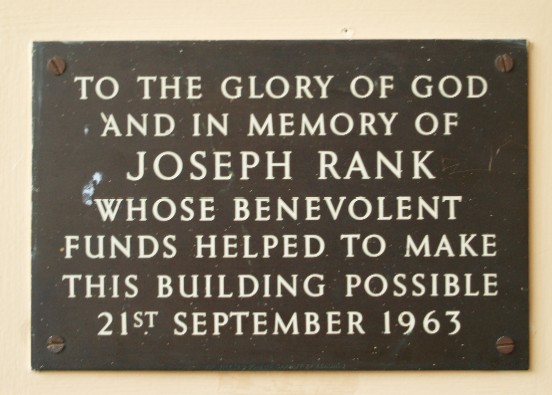 TO THE GLORY OF GOD
AND IN MEMORY OF
JOSEPH RANK
WHOSE BENEVOLENT
FUNDS HELPED TO MAKE
THIS BUILDING POSSIBLE
21ST SEPTEMBER 1963